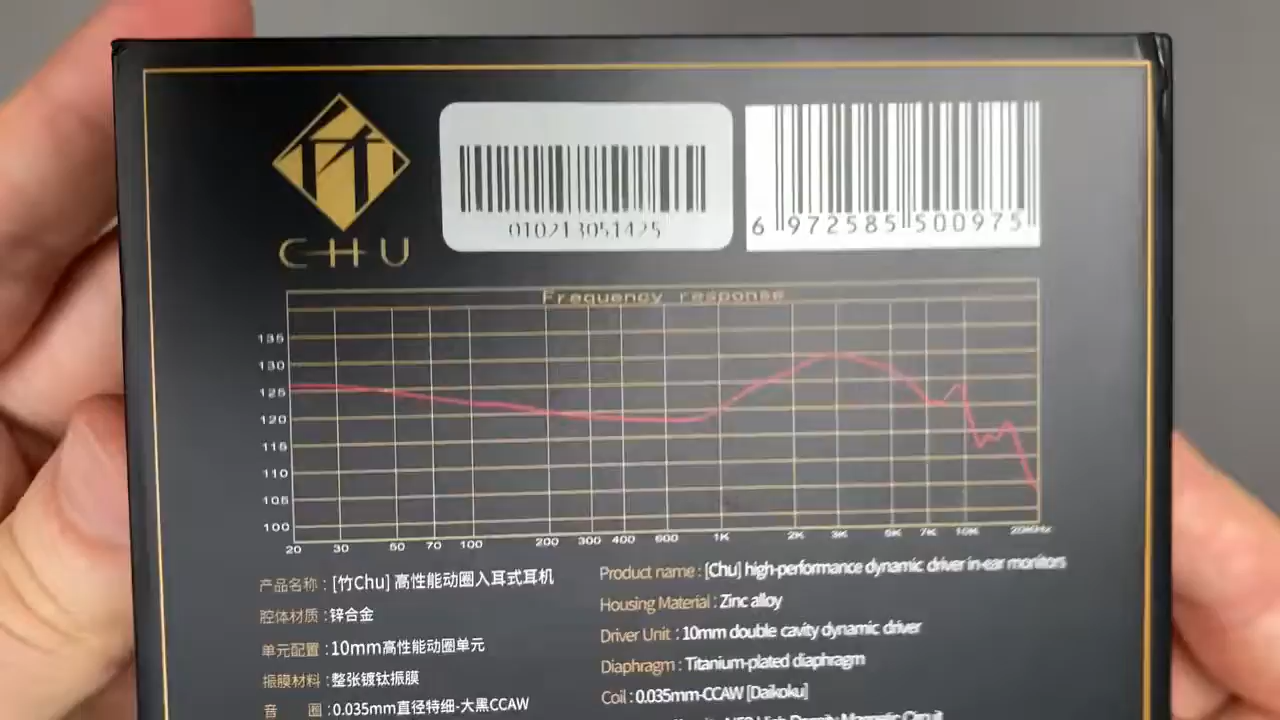 竹
CHU
010213051425
6 972585 500975
Frequency response
135
130
125
120
115
110
105
100
20 30 50 70 100 200 300 400 600 1K 2K 3K 7K 10K 20KHz
产品名称 : [竹Chu] 高性能动圈入耳式耳机
腔体材质 : 锌合金
单元配置 : 10mm高性能动圈单元
振膜材料 : 整张镀钛振膜
音 圈 : 0.035mm直径特细-大黑CCAW
Product name : [Chu] high-performance dynamic driver in-ear monitors
Housing Material : Zinc alloy
Driver Unit : 10mm double cavity dynamic driver
Diaphragm : Titanium-plated diaphragm
Coil : 0.035mm-CCAW [Daikoku]